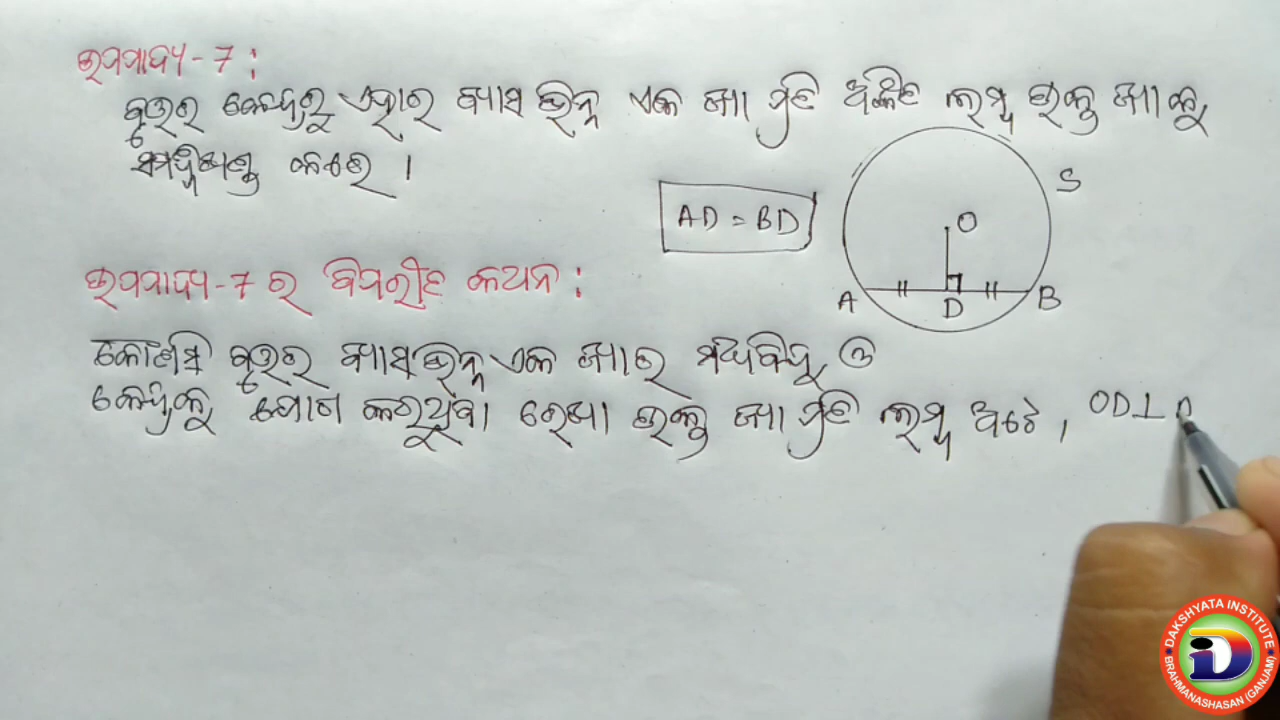 ଉପପାଦ୍ୟ - 7 :
ବୃତ୍ତର କେନ୍ଦ୍ରରୁ ଏହାର ବ୍ୟାସ ଭିନ୍ନ ଏକ ଜ୍ୟା ପ୍ରତି ଅଙ୍କିତ ଲମ୍ବ ଉକ୍ତ ଜ୍ୟା କୁ
ସମଦ୍ବିଖଣ୍ଡ କରେ ।
S
AD = BD
O
A
D
B
ଉପପାଦ୍ୟ - 7 ର ବିପରୀତ କଥନ :
କୌଣସି ବୃତ୍ତର ବ୍ୟାସ ଭିନ୍ନ ଏକ ଜ୍ୟାର ମଧ୍ୟବିନ୍ଦୁ ଓ
କେନ୍ଦ୍ରକୁ ଯୋଗ କରୁଥିବା ରେଖା ଉକ୍ତ ଜ୍ୟା ପ୍ରତି ଲମ୍ବ ଅଟେ , OD⊥
DAKSHYATA INSTITUTE
BRAHMANASHASAN (GANJAM)